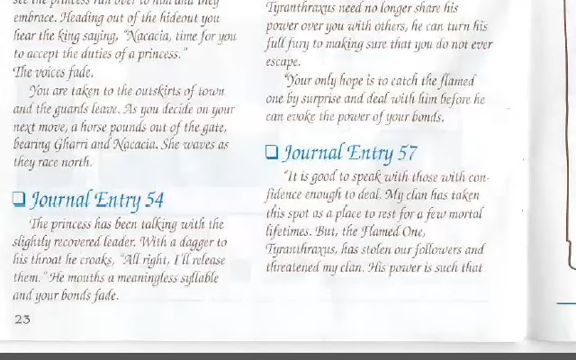 see the princess run over to him and they
embrace. Heading out of the hideout you
hear the king saying, "Nacacia, time for you
to accept the duties of a princess."
The voices fade.
You are taken to the outskirts of town
and the guards leave. As you decide on your
next move, a horse pounds out of the gate,
bearing Gharri and Nacacia. She waves as
they race north.
Journal Entry 54
The princess has been talking with the
slightly recovered leader. With a dagger to
his throat he croaks, "All right, I'll release
them." He mouths a meaningless syllable
and your bonds fade.
23
Tyranthraxus need no longer share his
power over you with others, he can turn his
full fury to making sure that you do not ever
escape.
"Your only hope is to catch the flamed
one by surprise and deal with him before he
can evoke the power of your bonds.
Journal Entry 57
"It is good to speak with those with con-
fidence enough to deal. My clan has taken
this spot as a place to rest for a few mortal
lifetimes. But, the Flamed One,
Tyranthraxus, has stolen our followers and
threatened my clan. His power is such that